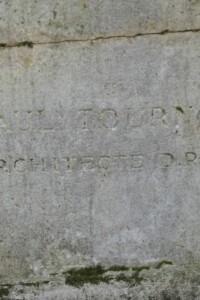 AUL TOURN
RCHITECTE D.P